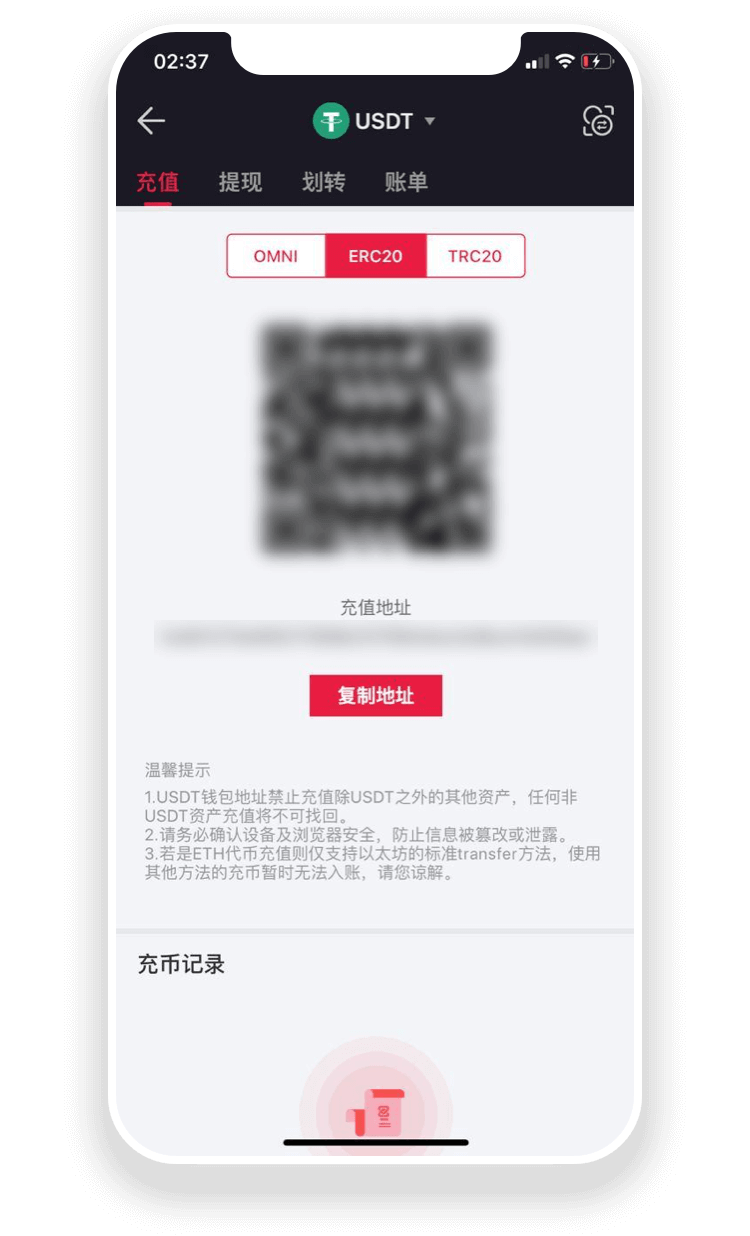 02:37
USDT
充值 提现 划转 账单
OMNI ERC20 TRC20
充值地址
复制地址
温馨提示
1.USDT钱包地址禁止充值除USDT之外的其他资产，任何非
USDT资产充值将不可找回。
2.请务必确认设备及浏览器安全，防止信息被篡改或泄露。
3.若是ETH代币充值则仅支持以太坊的标准transfer方法，使用
其他方法的充币暂时无法入账，请您谅解。
充币记录